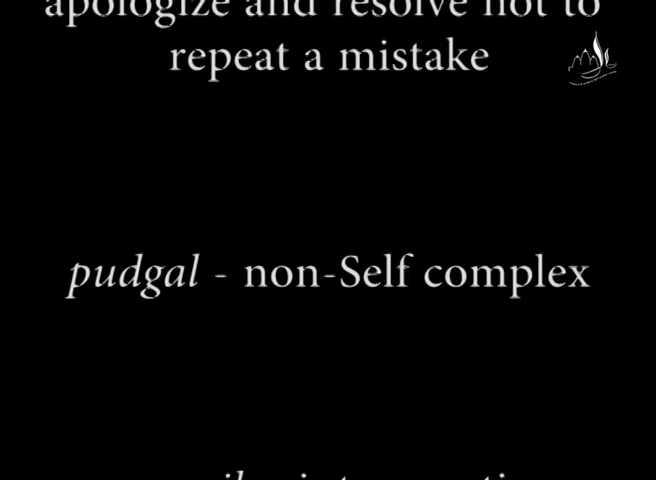 apologize and resolve not to
repeat a mistake
pudgal - non-Self complex